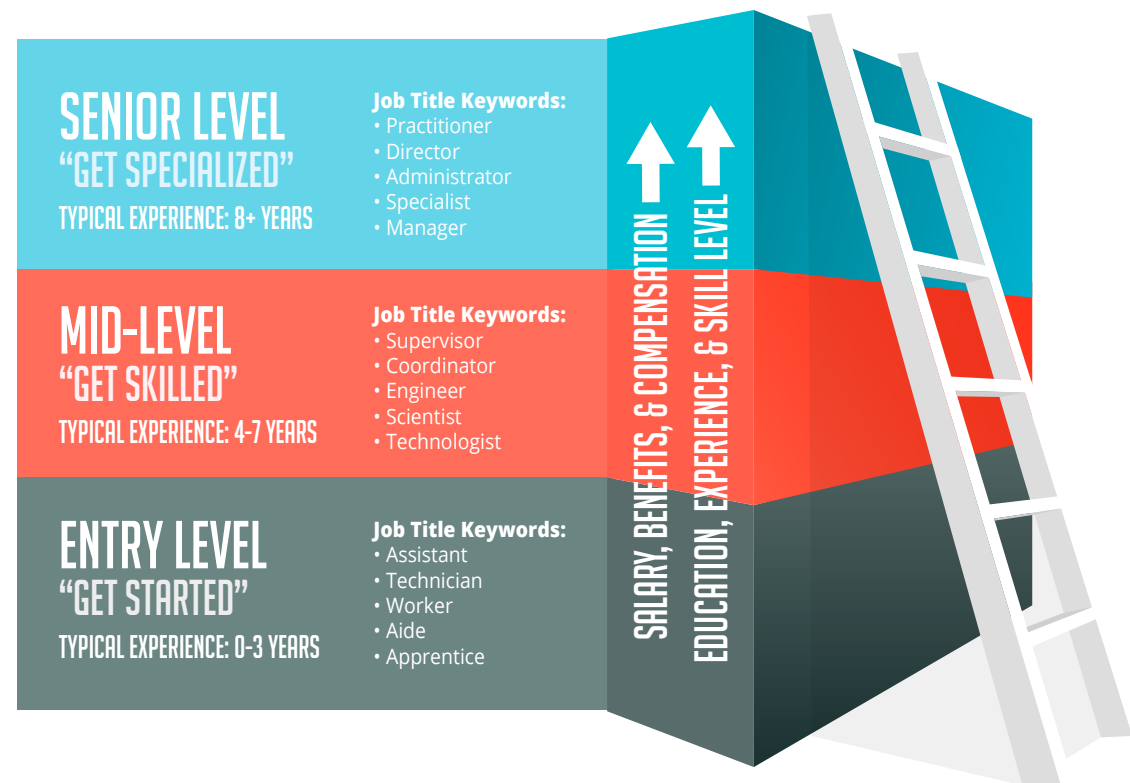 SENIOR LEVEL
“GET SPECIALIZED”
TYPICAL EXPERIENCE: 8+ YEARS
Job Title Keywords:
• Practitioner
• Director
• Administrator
• Specialist
• Manager
MID-LEVEL
“GET SKILLED”
TYPICAL EXPERIENCE: 4-7 YEARS
Job Title Keywords:
• Supervisor
• Coordinator
• Engineer
• Scientist
• Technologist
ENTRY LEVEL
“GET STARTED”
TYPICAL EXPERIENCE: 0-3 YEARS
Job Title Keywords:
• Assistant
• Technician
• Worker
• Aide
• Apprentice
SALARY, BENEFITS, & COMPENSATION
EDUCATION, EXPERIENCE, & SKILL LEVEL